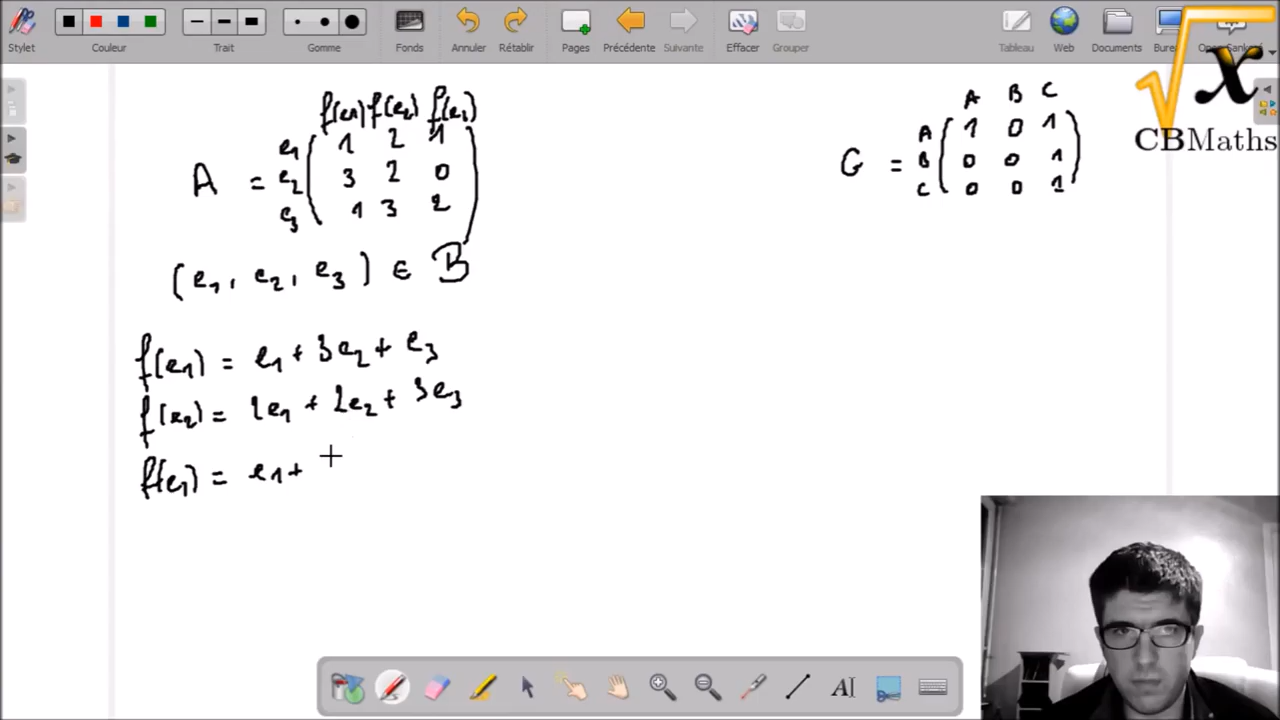 Stylet
Couleur
Trait
Gomme
Fonds
Annuler
Rétablir
Pages
Précédente
Suivante
Effacer
Grouper
Tableau
Web
Documents
√x
CBMaths
f(e1) f(e2) f(e3)
A = e1 e2 e3
1 2 1
3 2 0
1 3 2
A B C
G =
A 1 0 1
B 0 0 1
C 0 0 1
(e1, e2, e3) ∈ B
f(e1) = e1 + 3e2 + e3
f(e2) = 2e1 + 2e2 + 3e3
f(e3) = e1 +
AI